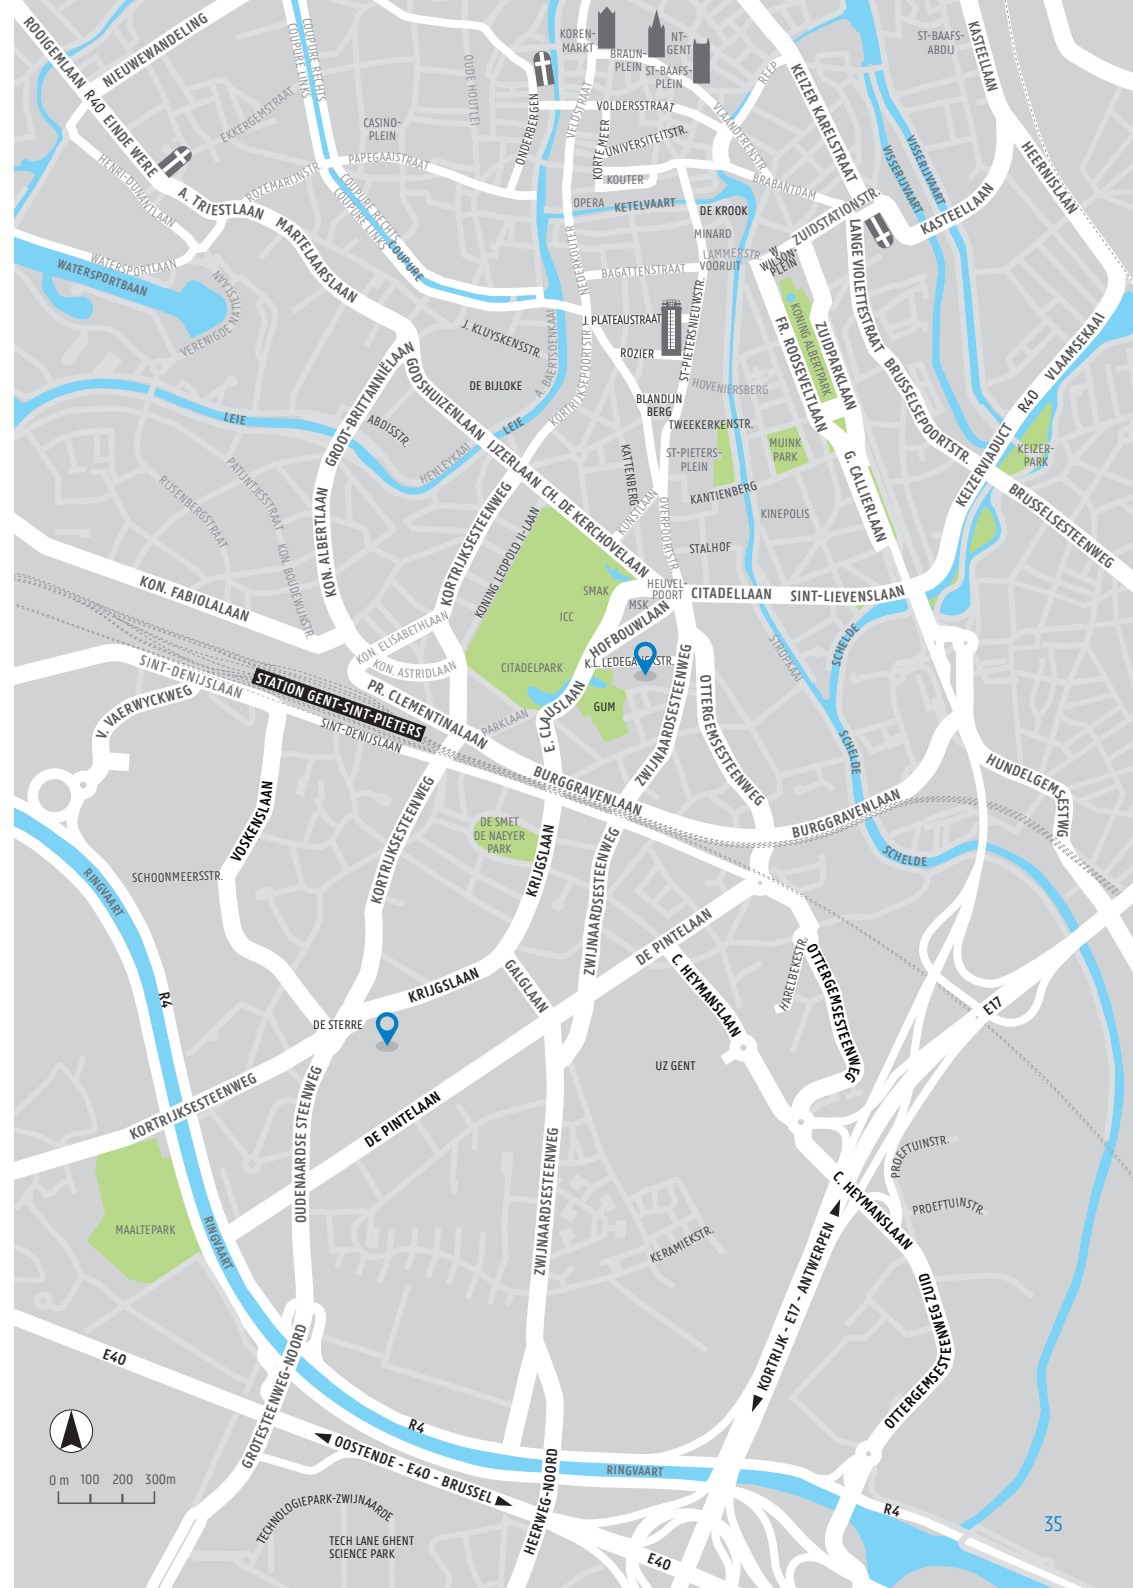 ROOIGEMLAAN
R40 EINDE WERE
NIEUWEWANDELING
COUPURE RECHTS
COUPURE LINKS
OUDE HOUTLEI
EKKERGEMSTRAAT
CASINO-
PLEIN
PAPEGAAISTRAAT
HENRI DUNANTLAAN
ROZEMARIJNSTR.
A. TRIESTLAAN
MARTELAARSLAAN
COUPURE RECHTS
COUPURE LINKS
COUPURE
WATERSPORTLAAN
WATERSPORTBAAN
VERENIGDE NATIESLAAN
KOREN-
MARKT
BRAUN-
PLEIN
NT-
GENT
ST-BAAFS-
PLEIN
ST-BAAFS-
ABDIJ
KASTEELLAAN
HEERNISLAAN
REEP
KEIZER KARELSTRAAT
VISSERIJVAART
VISSERIJVAART
ONDERBERGEN
VELDSTRAAT
VOLDERSSTRAAT
KORTE MEER
UNIVERSITEITSTR.
VLAANDERENSTR.
BRABANTDAM
KOUTER
OPERA
KETELVAART
DE KROOK
MINARD
LAMMERSTR.
VOORUIT
ZUIDSTATIONSTR.
W.
WILSON-
PLEIN
KASTEELLAAN
LANGE VIOLETTESTRAAT
BAGATTENSTRAAT
NEDERKOUTER
J. PLATEAUSTRAAT
ROZIER
ST-PIETERSNIEUWSTR.
J. KLUYSKENSSTR.
A. BAERTSOENKAAI
KORTRIJKSEPOORTSTR.
DE BIJLOKE
BLANDIJN
BERG
HOVENIERSBERG
TWEEKERKENSTR.
KONING ALBERTPARK
ZUIDPARKLAAN
FR. ROOSEVELTLAAN
BRUSSELSEPOORTSTR.
KEIZERVIADUCT
R40
VLAAMSEKAAI
KEIZER-
PARK
BRUSSELSESTEENWEG
MUINK
PARK
ST-PIETERS-
PLEIN
KATTENBERG
KANTIENBERG
KINEPOLIS
G. CALLIERLAAN
STALHOF
KUNSTLAAN
OVERPOORTSTR.
LEIE
LEIE
ABDISSTR.
GROOT-BRITTANNIËLAAN
GODSHUIZENLAAN
IJZERLAAN
CH. DE KERCHOVELAAN
HENLEYKAAI
RIJSENBERGSTRAAT
PATIJNTJESSTRAAT
KON. BOUDEWIJNSTR.
KON. ALBERTLAAN
KORTRIJKSESTEENWEG
KONING LEOPOLD II-LAAN
KON. FABIOLALAAN
SMAK
ICC
MSK
HEUVEL-
POORT
CITADELLAAN
SINT-LIEVENSLAAN
HOFBOUWLAAN
K.L. LEDEGANCKSTR.
CITADELPARK
GUM
E. CLAUSLAAN
KON. ELISABETHLAAN
KON. ASTRIDLAAN
PARKLAAN
PR. CLEMENTINALAAN
SINT-DENIJSLAAN
STATION GENT-SINT-PIETERS
SINT-DENIJSLAAN
V. VAERWYCKWEG
STROPKAAI
SCHELDE
SCHELDE
SCHELDE
ZWIJNAARDSESTEENWEG
OTTERGEMSESTEENWEG
BURGGRAVENLAAN
BURGGRAVENLAAN
HUNDELGEMSESTWG
VOSKENSLAAN
KORTRIJKSESTEENWEG
DE SMET
DE NAEYER
PARK
KRIJGSLAAN
ZWIJNAARDSESTEENWEG
SCHOONMEERSSTR.
RINGVAART
R4
DE PINTELAAN
C. HEYMANSLAAN
HARELBEKESTR.
OTTERGEMSESTEENWEG
KRIJGSLAAN
GALGLAAN
DE STERRE
E17
UZ GENT
KORTRIJKSESTEENWEG
OUDENAARDSE STEENWEG
DE PINTELAAN
ZWIJNAARDSESTEENWEG
MAALTEPARK
RINGVAART
KERAMIEKSTR.
PROEFTUINSTR.
PROEFTUINSTR.
C. HEYMANSLAAN
KORTRIJK - E17 - ANTWERPEN
OTTERGEMSESTEENWEG ZUID
E40
GROTESTEENWEG-NOORD
R4
OOSTENDE - E40 - BRUSSEL
RINGVAART
HEERWEG-NOORD
R4
E40
0 m 100 200 300m
TECHNOLOGIEPARK-ZWIJNAARDE
TECH LANE GHENT
SCIENCE PARK
35